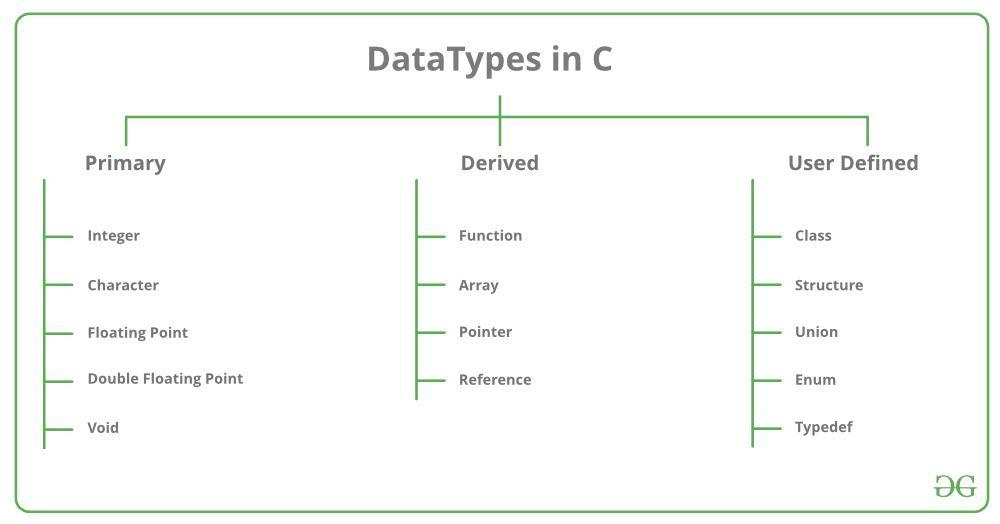 DataTypes in C
Primary
Integer
Character
Floating Point
Double Floating Point
Void
Derived
Function
Array
Pointer
Reference
User Defined
Class
Structure
Union
Enum
Typedef